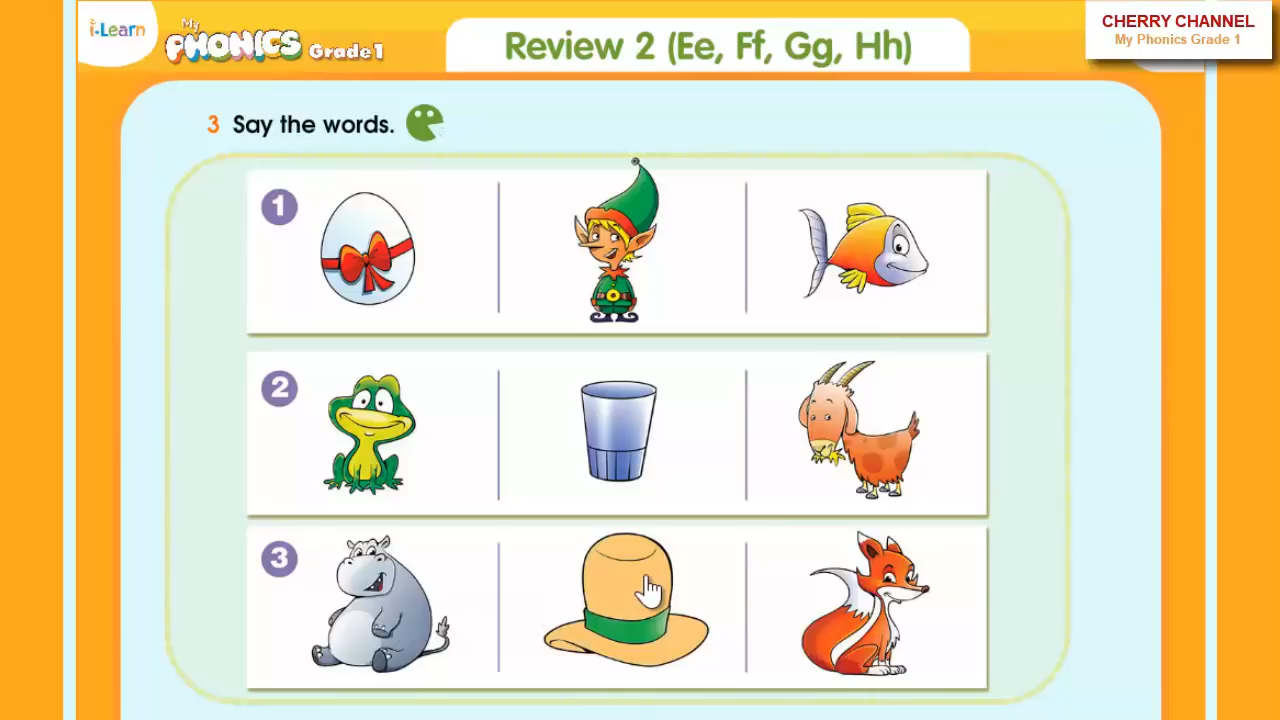 i-Learn
My
PHONICS Grade 1
Review 2 (Ee, Ff, Gg, Hh)
CHERRY CHANNEL
My Phonics Grade 1
3 Say the words.
1
2
3